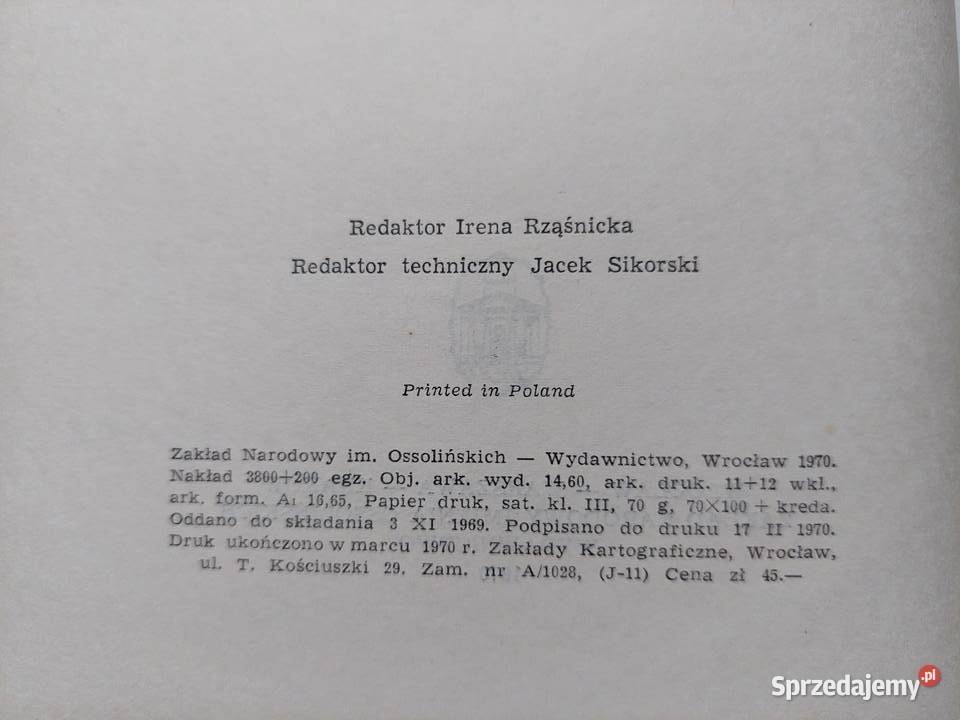 Redaktor Irena Rząśnicka
Redaktor techniczny Jacek Sikorski
Printed in Poland
Zakład Narodowy im. Ossolińskich — Wydawnictwo, Wrocław 1970.
Nakład 3800+200 egz. Obj. ark. wyd. 14,60, ark. druk. 11+12 wkl.,
ark. form. A1 16,65, Papier druk, sat. kl. III, 70 g, 70×100 + kreda.
Oddano do składania 3 XI 1969. Podpisano do druku 17 II 1970.
Druk ukończono w marcu 1970 r. Zakłady Kartograficzne, Wrocław,
ul. T. Kościuszki 29. Zam. nr A/1028, (J-11) Cena zł 45.—
Sprzedajemy.pl